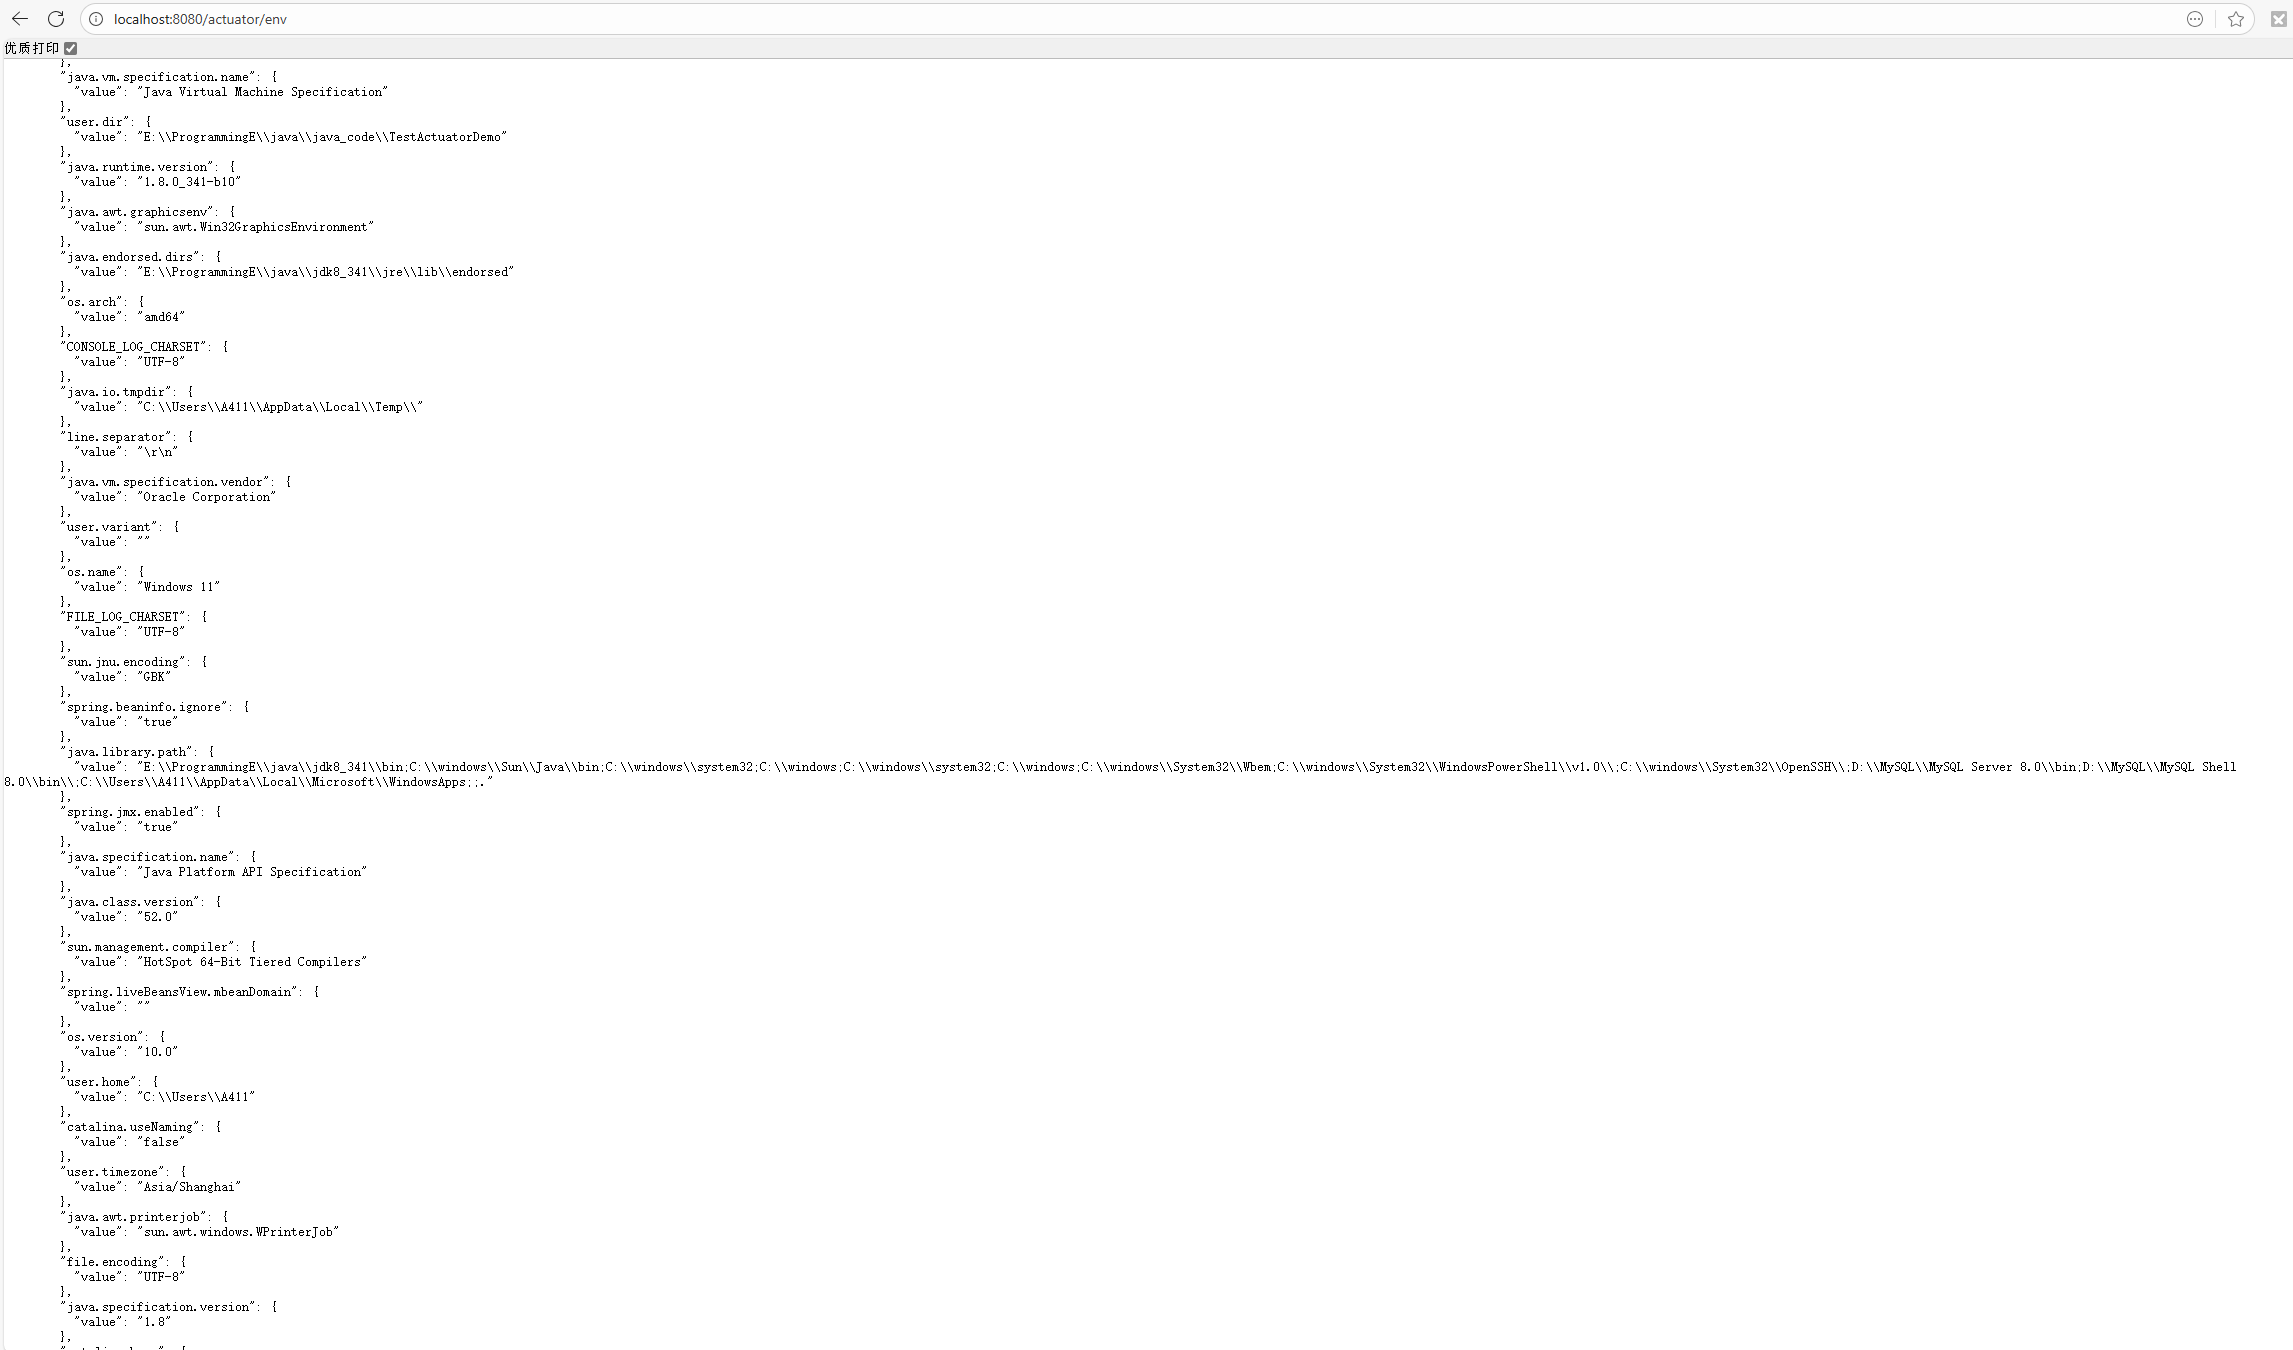 localhost:8080/actuator/env
优质打印
},
"java.vm.specification.name": {
"value": "Java Virtual Machine Specification"
},
"user.dir": {
"value": "E:\\ProgrammingE\\java\\java_code\\TestActuatorDemo"
},
"java.runtime.version": {
"value": "1.8.0_341-b10"
},
"java.awt.graphicsenv": {
"value": "sun.awt.Win32GraphicsEnvironment"
},
"java.endorsed.dirs": {
"value": "E:\\ProgrammingE\\java\\jdk8_341\\jre\\lib\\endorsed"
},
"os.arch": {
"value": "amd64"
},
"CONSOLE_LOG_CHARSET": {
"value": "UTF-8"
},
"java.io.tmpdir": {
"value": "C:\\Users\\A411\\AppData\\Local\\Temp\\"
},
"line.separator": {
"value": "\r\n"
},
"java.vm.specification.vendor": {
"value": "Oracle Corporation"
},
"user.variant": {
"value": ""
},
"os.name": {
"value": "Windows 11"
},
"FILE_LOG_CHARSET": {
"value": "UTF-8"
},
"sun.jnu.encoding": {
"value": "GBK"
},
"spring.beaninfo.ignore": {
"value": "true"
},
"java.library.path": {
"value": "E:\\ProgrammingE\\java\\jdk8_341\\bin;C:\\windows\\Sun\\Java\\bin;C:\\windows\\system32;C:\\windows;C:\\windows\\system32;C:\\windows;C:\\windows\\System32\\Wbem;C:\\windows\\System32\\WindowsPowerShell\\v1.0\\;C:\\windows\\System32\\OpenSSH\\;D:\\MySQL\\MySQL Server 8.0\\bin;D:\\MySQL\\MySQL Shell
8.0\\bin\\;C:\\Users\\A411\\AppData\\Local\\Microsoft\\WindowsApps;;."
},
"spring.jmx.enabled": {
"value": "true"
},
"java.specification.name": {
"value": "Java Platform API Specification"
},
"java.class.version": {
"value": "52.0"
},
"sun.management.compiler": {
"value": "HotSpot 64-Bit Tiered Compilers"
},
"spring.liveBeansView.mbeanDomain": {
"value": ""
},
"os.version": {
"value": "10.0"
},
"user.home": {
"value": "C:\\Users\\A411"
},
"catalina.useNaming": {
"value": "false"
},
"user.timezone": {
"value": "Asia/Shanghai"
},
"java.awt.printerjob": {
"value": "sun.awt.windows.WPrinterJob"
},
"file.encoding": {
"value": "UTF-8"
},
"java.specification.version": {
"value": "1.8"
},